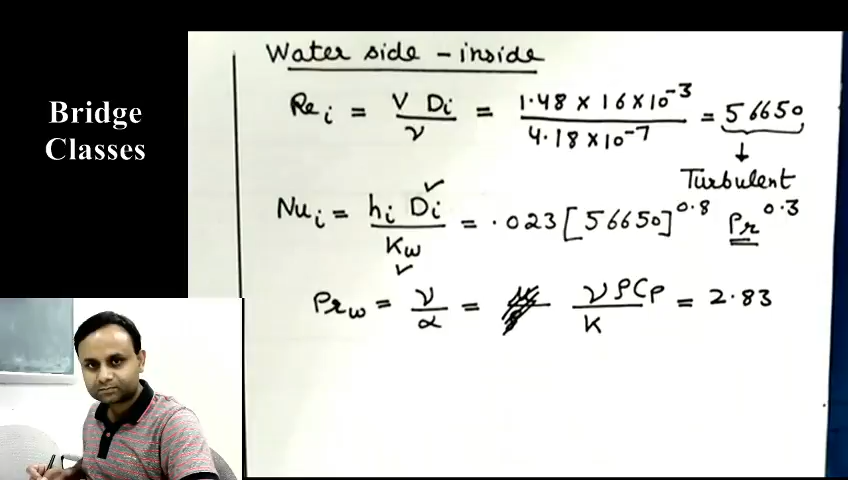 Bridge
Classes
Water side - inside
Rei = V Di / ν = 1.48 × 16 × 10^-3 / 4.18 × 10^-7 = 56650
↓
Turbulent
Nui = hi Di / Kw = .023 [56650]^0.8 Pr^0.3
Prw = ν / α = νρCp / K = 2.83